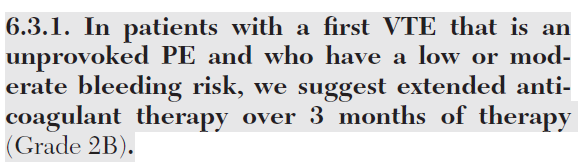 6.3.1. In patients with a first VTE that is an
unprovoked PE and who have a low or mod-
erate bleeding risk, we suggest extended anti-
coagulant therapy over 3 months of therapy
(Grade 2B).